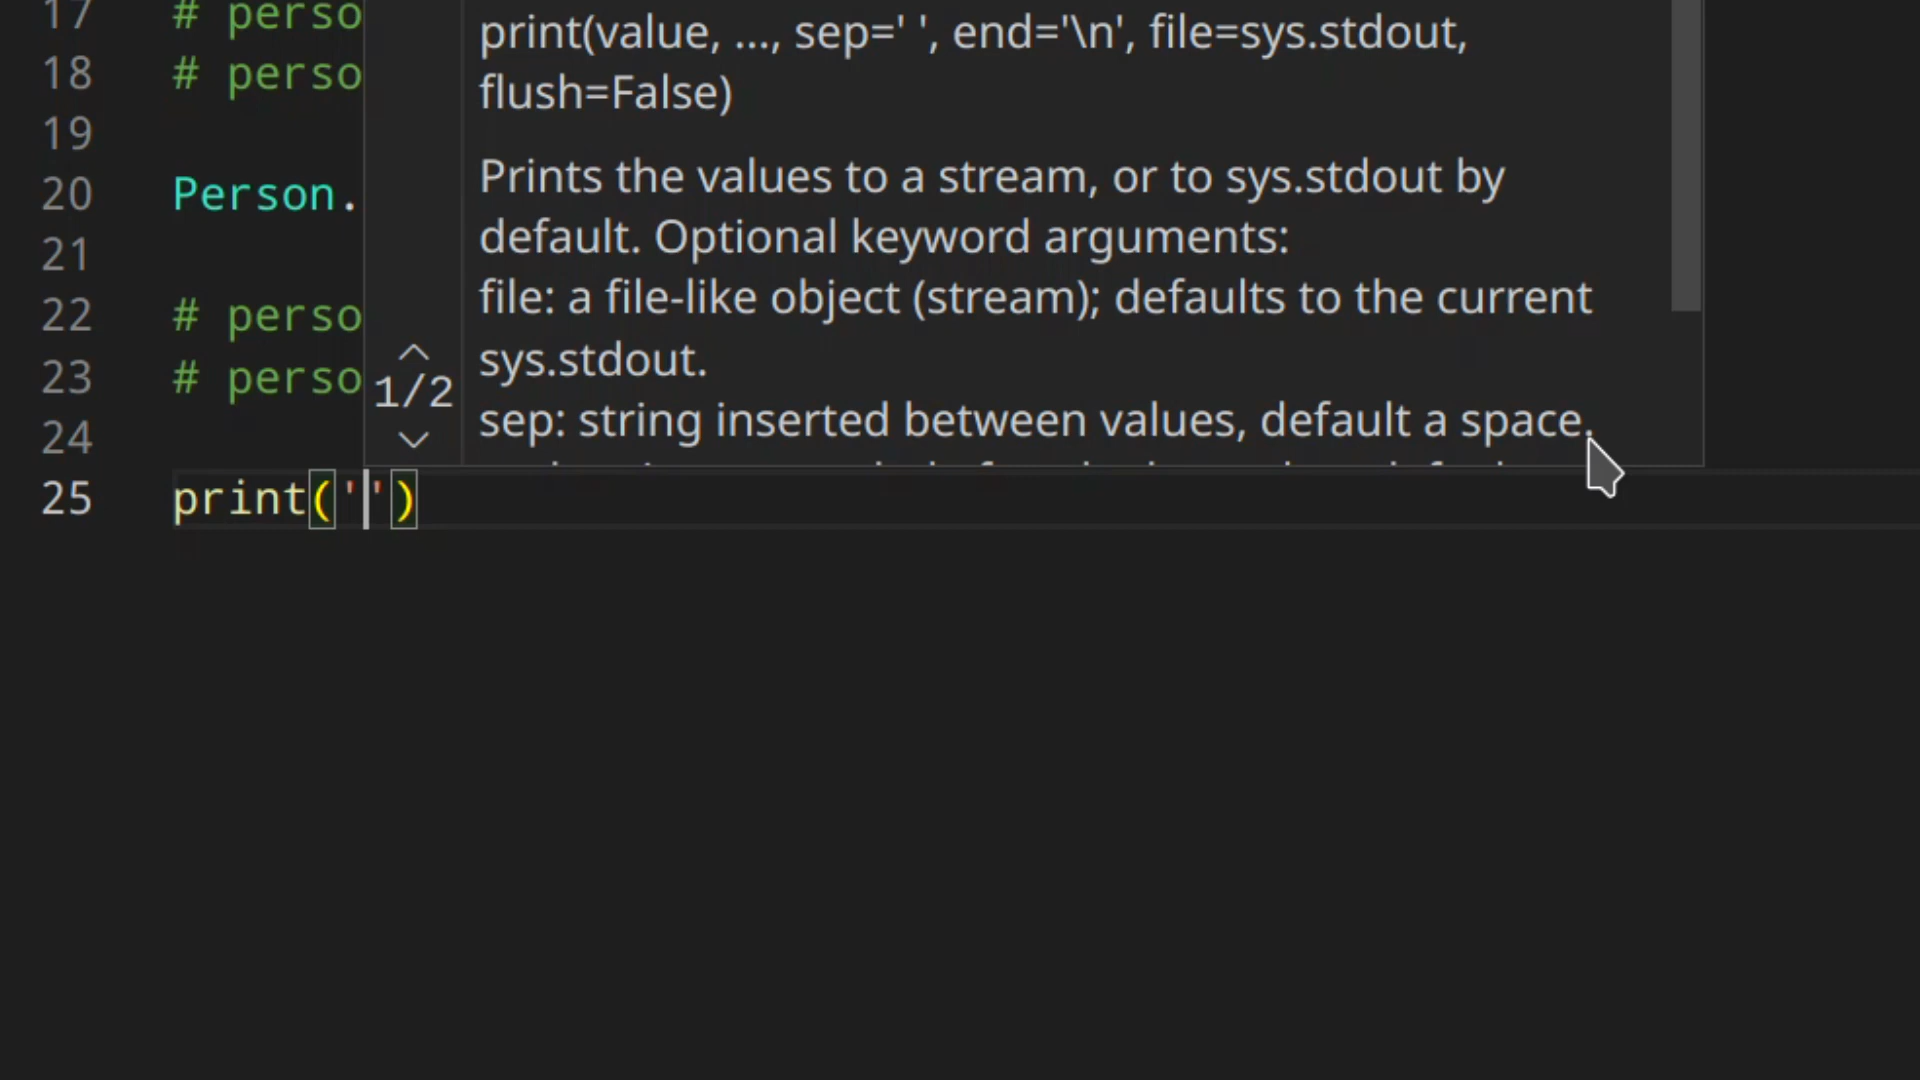 17 # perso
18 # perso
19
20 Person.
21
22 # perso
23 # perso
24
25 print('')
print(value, ..., sep=' ', end='\n', file=sys.stdout,
flush=False)
Prints the values to a stream, or to sys.stdout by
default. Optional keyword arguments:
file: a file-like object (stream); defaults to the current
sys.stdout.
sep: string inserted between values, default a space.
1/2